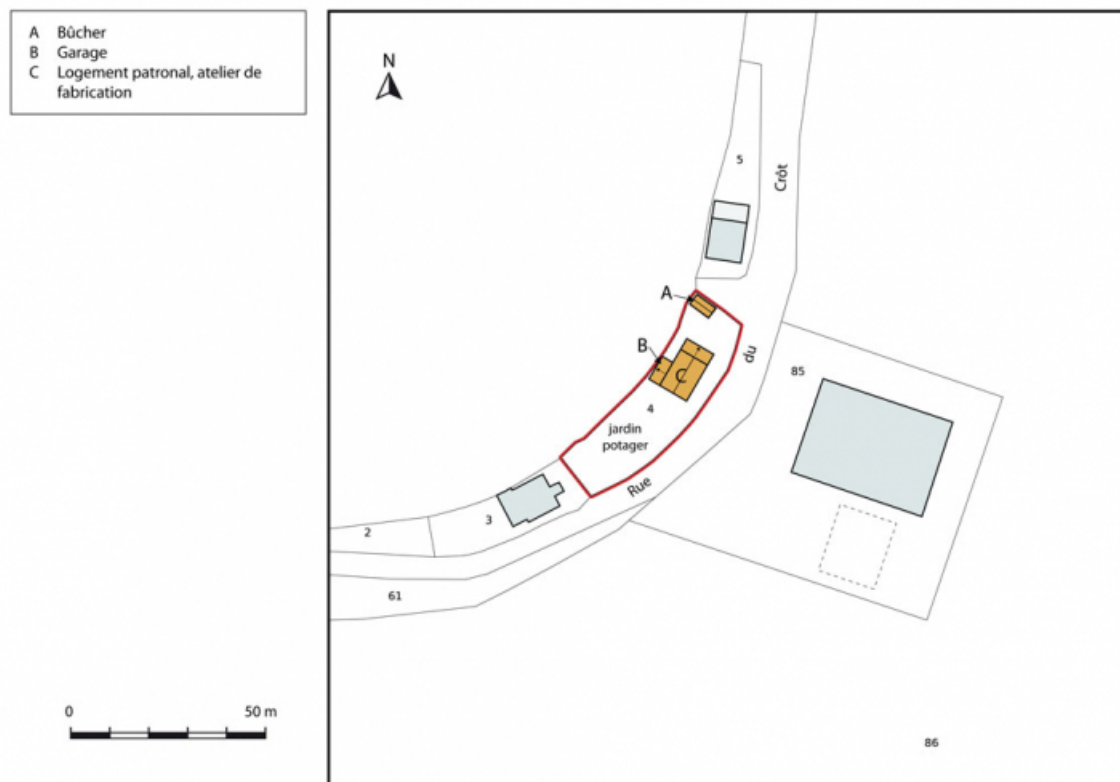 A Bûcher
B Garage
C Logement patronal, atelier de
fabrication
N
5
Crôt
A
du
B
C
85
4
jardin
potager
Rue
3
2
61
0 50 m
86